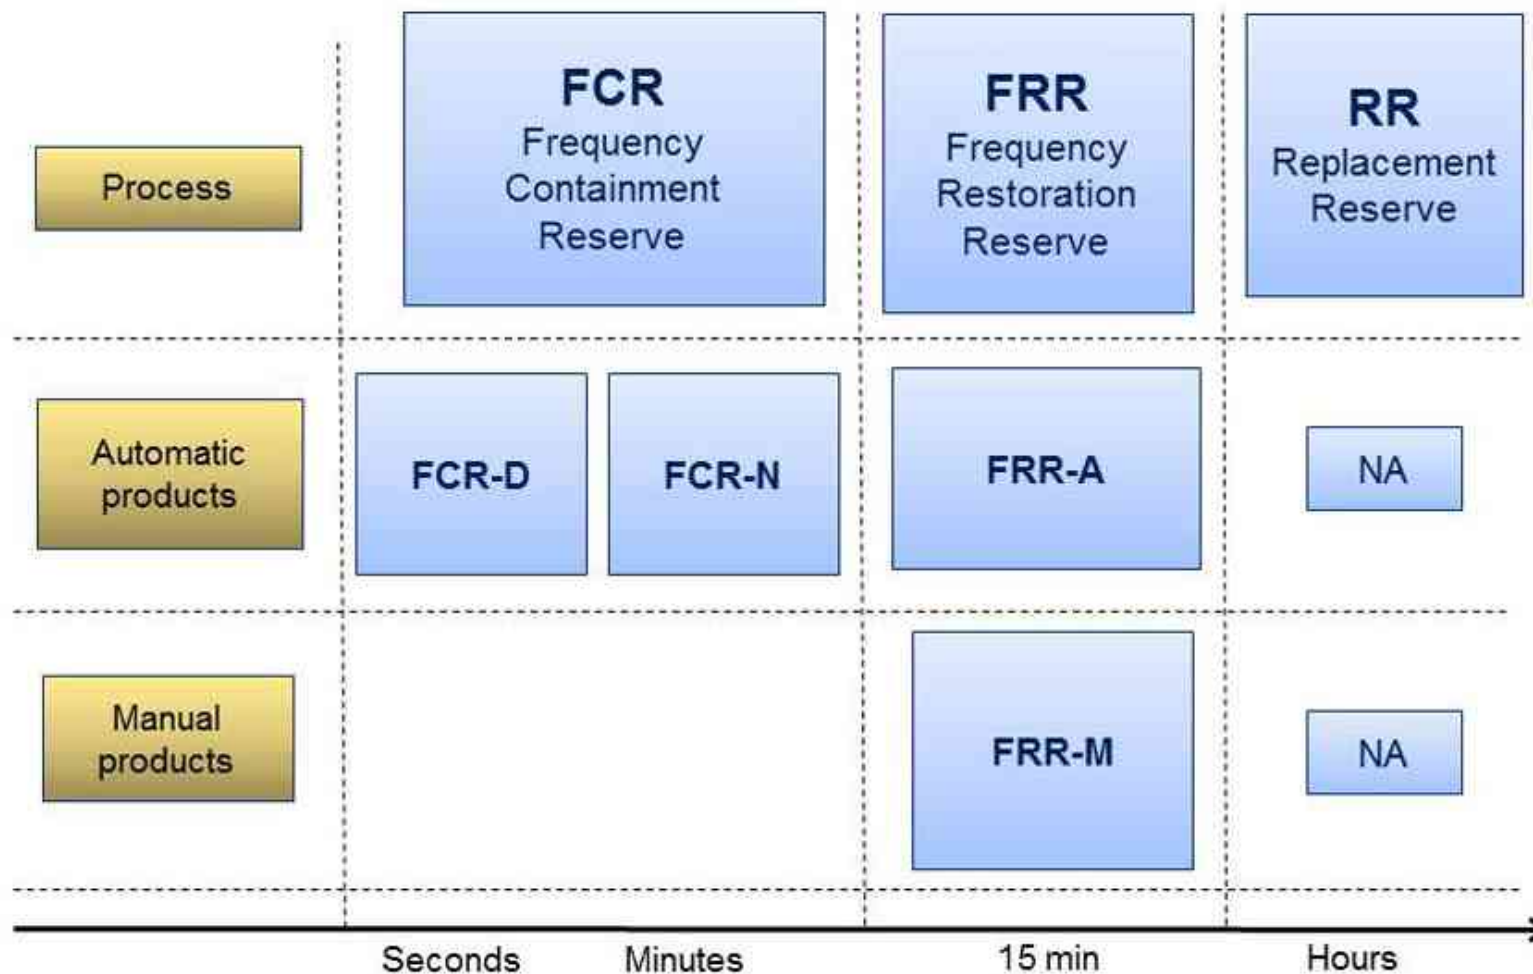 Process
FCR
Frequency
Containment
Reserve
FRR
Frequency
Restoration
Reserve
RR
Replacement
Reserve
Automatic
products
FCR-D
FCR-N
FRR-A
NA
Manual
products
FRR-M
NA
Seconds
Minutes
15 min
Hours